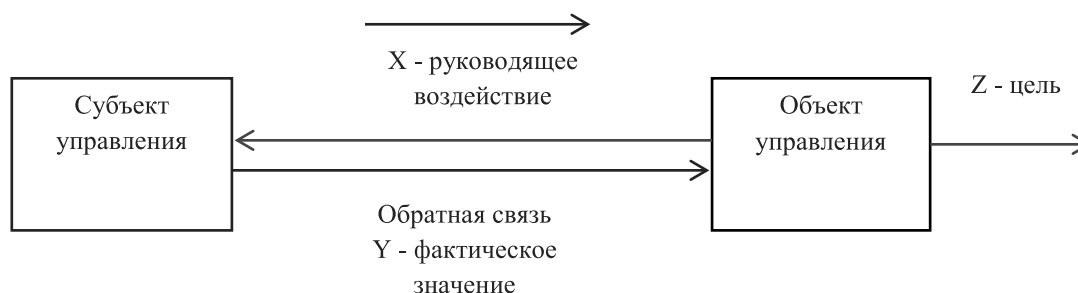 X - руководящее
воздействие
Субъект
управления
Объект
управления
Z - цель
Обратная связь
Y - фактическое
значение